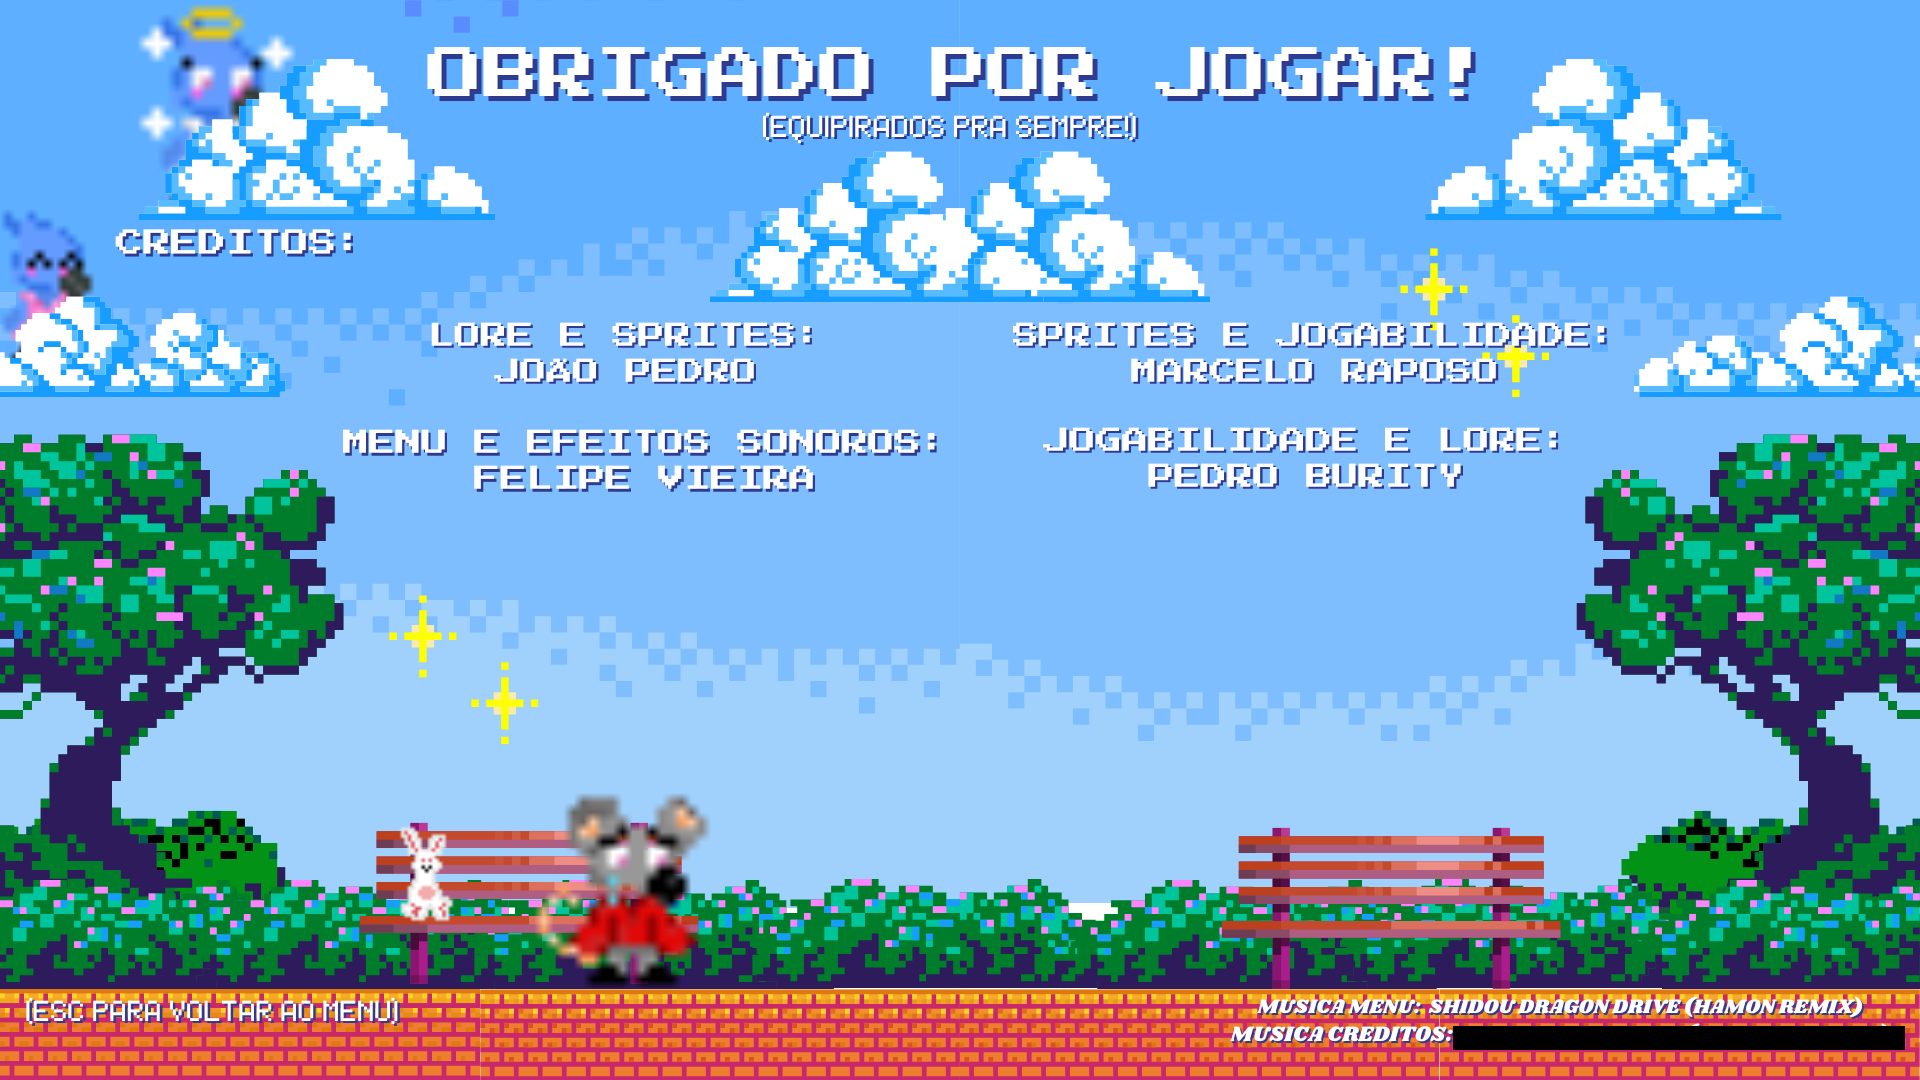 OBRIGADO POR JOGAR!
(EQUIPIRADOS PRA SEMPRE!)
CREDITOS:
LORE E SPRITES:
JOÃO PEDRO
SPRITES E JOGABILIDADE:
MARCELO RAPOSO
MENU E EFEITOS SONOROS:
FELIPE VIEIRA
JOGABILIDADE E LORE:
PEDRO BURITY
(ESC PARA VOLTAR AO MENU)
MUSICA MENU: SHIDOU DRAGON DRIVE (HAMON REMIX)
MUSICA CREDITOS: